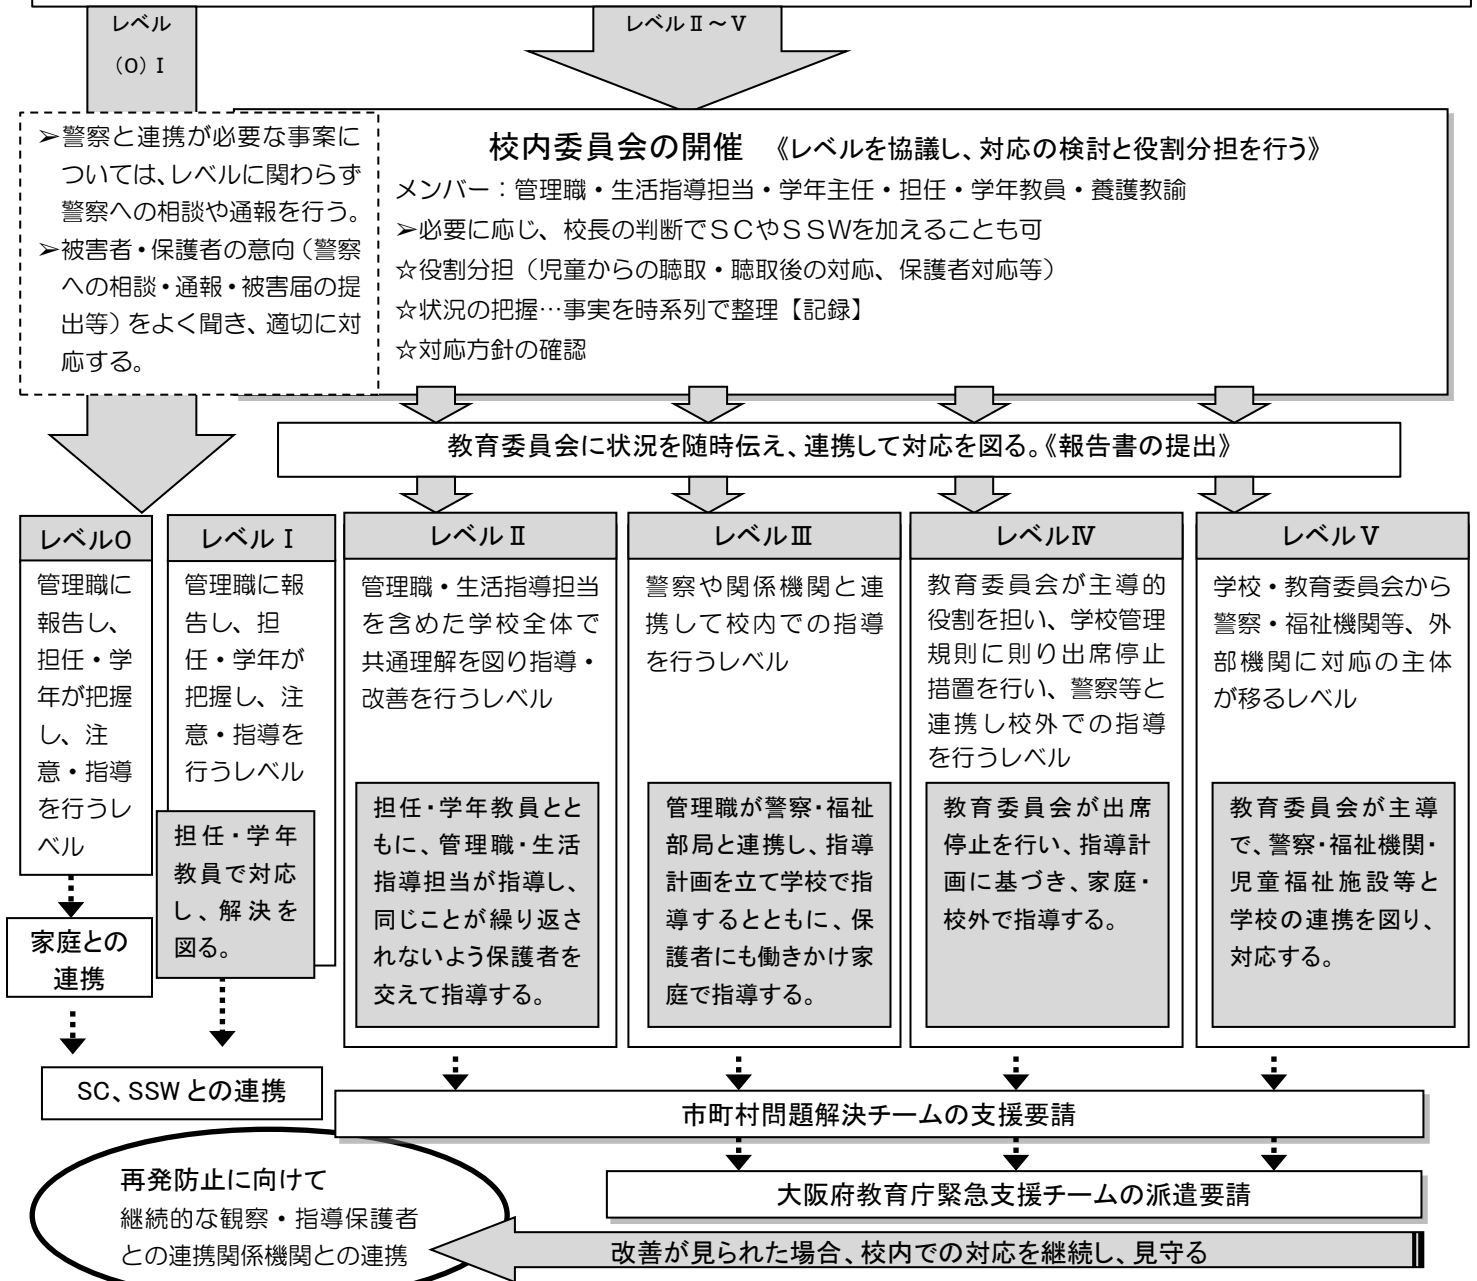 レベル
(0) Ⅰ
レベルⅡ～Ⅴ
➢警察と連携が必要な事案に
ついては、レベルに関わらず
警察への相談や通報を行う。
➢被害者・保護者の意向（警察
への相談・通報・被害届の提
出等）をよく聞き、適切に対
応する。
校内委員会の開催　《レベルを協議し、対応の検討と役割分担を行う》
メンバー：管理職・生活指導担当・学年主任・担任・学年教員・養護教諭
➢必要に応じ、校長の判断でＳＣやＳＳＷを加えることも可
☆役割分担（児童からの聴取・聴取後の対応、保護者対応等）
☆状況の把握…事実を時系列で整理【記録】
☆対応方針の確認
教育委員会に状況を随時伝え、連携して対応を図る。《報告書の提出》
レベル0
管理職に
報告し、
担任・学
年が把握
し、注
意・指導
を行うレ
ベル
家庭との
連携
レベルⅠ
管理職に報
告し、担
任・学年が
把握し、注
意・指導を
行うレベル
担任・学年
教員で対応
し、解決を
図る。
SC、SSWとの連携
レベルⅡ
管理職・生活指導担当
を含めた学校全体で
共通理解を図り指導・
改善を行うレベル
担任・学年教員とと
もに、管理職・生活
指導担当が指導し、
同じことが繰り返さ
れないよう保護者を
交えて指導する。
レベルⅢ
警察や関係機関と連
携して校内での指導
を行うレベル
管理職が警察・福祉
部局と連携し、指導
計画を立て学校で指
導するとともに、保
護者にも働きかけ家
庭で指導する。
レベルⅣ
教育委員会が主導的
役割を担い、学校管理
規則に則り出席停止
措置を行い、警察等と
連携し校外での指導
を行うレベル
教育委員会が出席
停止を行い、指導計
画に基づき、家庭・
校外で指導する。
レベルⅤ
学校・教育委員会から
警察・福祉機関等、外
部機関に対応の主体
が移るレベル
教育委員会が主導
で、警察・福祉機関・
児童福祉施設等と
学校の連携を図り、
対応する。
市町村問題解決チームの支援要請
大阪府教育庁緊急支援チームの派遣要請
再発防止に向けて
継続的な観察・指導保護者
との連携関係機関との連携
改善が見られた場合、校内での対応を継続し、見守る